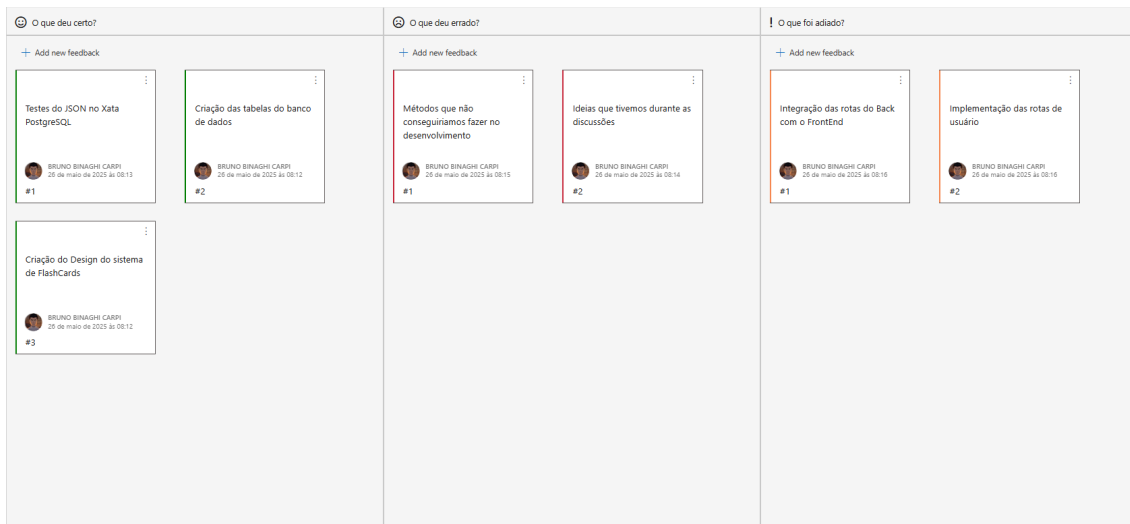 O que deu certo?
Add new feedback
Testes do JSON no Xata
PostgreSQL
BRUNO BINAGHI CARPI
26 de maio de 2025 às 08:13
#1
Criação das tabelas do banco
de dados
BRUNO BINAGHI CARPI
26 de maio de 2025 às 08:12
#2
Criação do Design do sistema
de FlashCards
BRUNO BINAGHI CARPI
26 de maio de 2025 às 08:12
#3
O que deu errado?
Add new feedback
Métodos que não
conseguiriamos fazer no
desenvolvimento
BRUNO BINAGHI CARPI
26 de maio de 2025 às 08:15
#1
Ideias que tivemos durante as
discussões
BRUNO BINAGHI CARPI
26 de maio de 2025 às 08:14
#2
! O que foi adiado?
Add new feedback
Integração das rotas do Back
com o FrontEnd
BRUNO BINAGHI CARPI
26 de maio de 2025 às 08:16
#1
Implementação das rotas de
usuário
BRUNO BINAGHI CARPI
26 de maio de 2025 às 08:16
#2